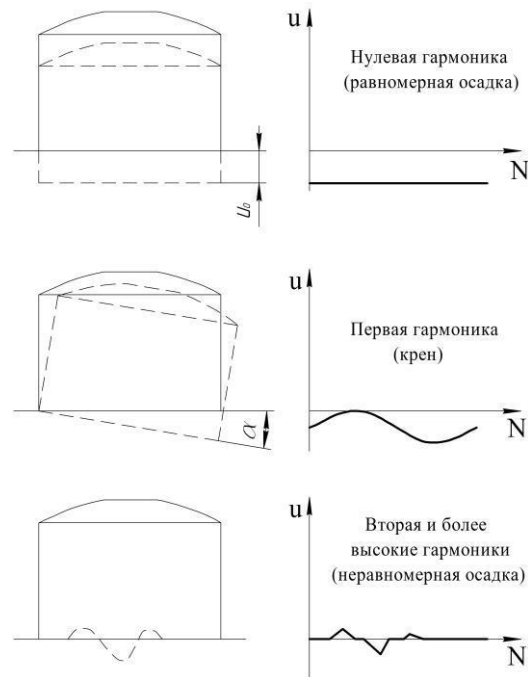 u
Нулевая гармоника
(равномерная осадка)
N
u₀
u
Первая гармоника
(крен)
N
α
u
Вторая и более
высокие гармоники
(неравномерная осадка)
N